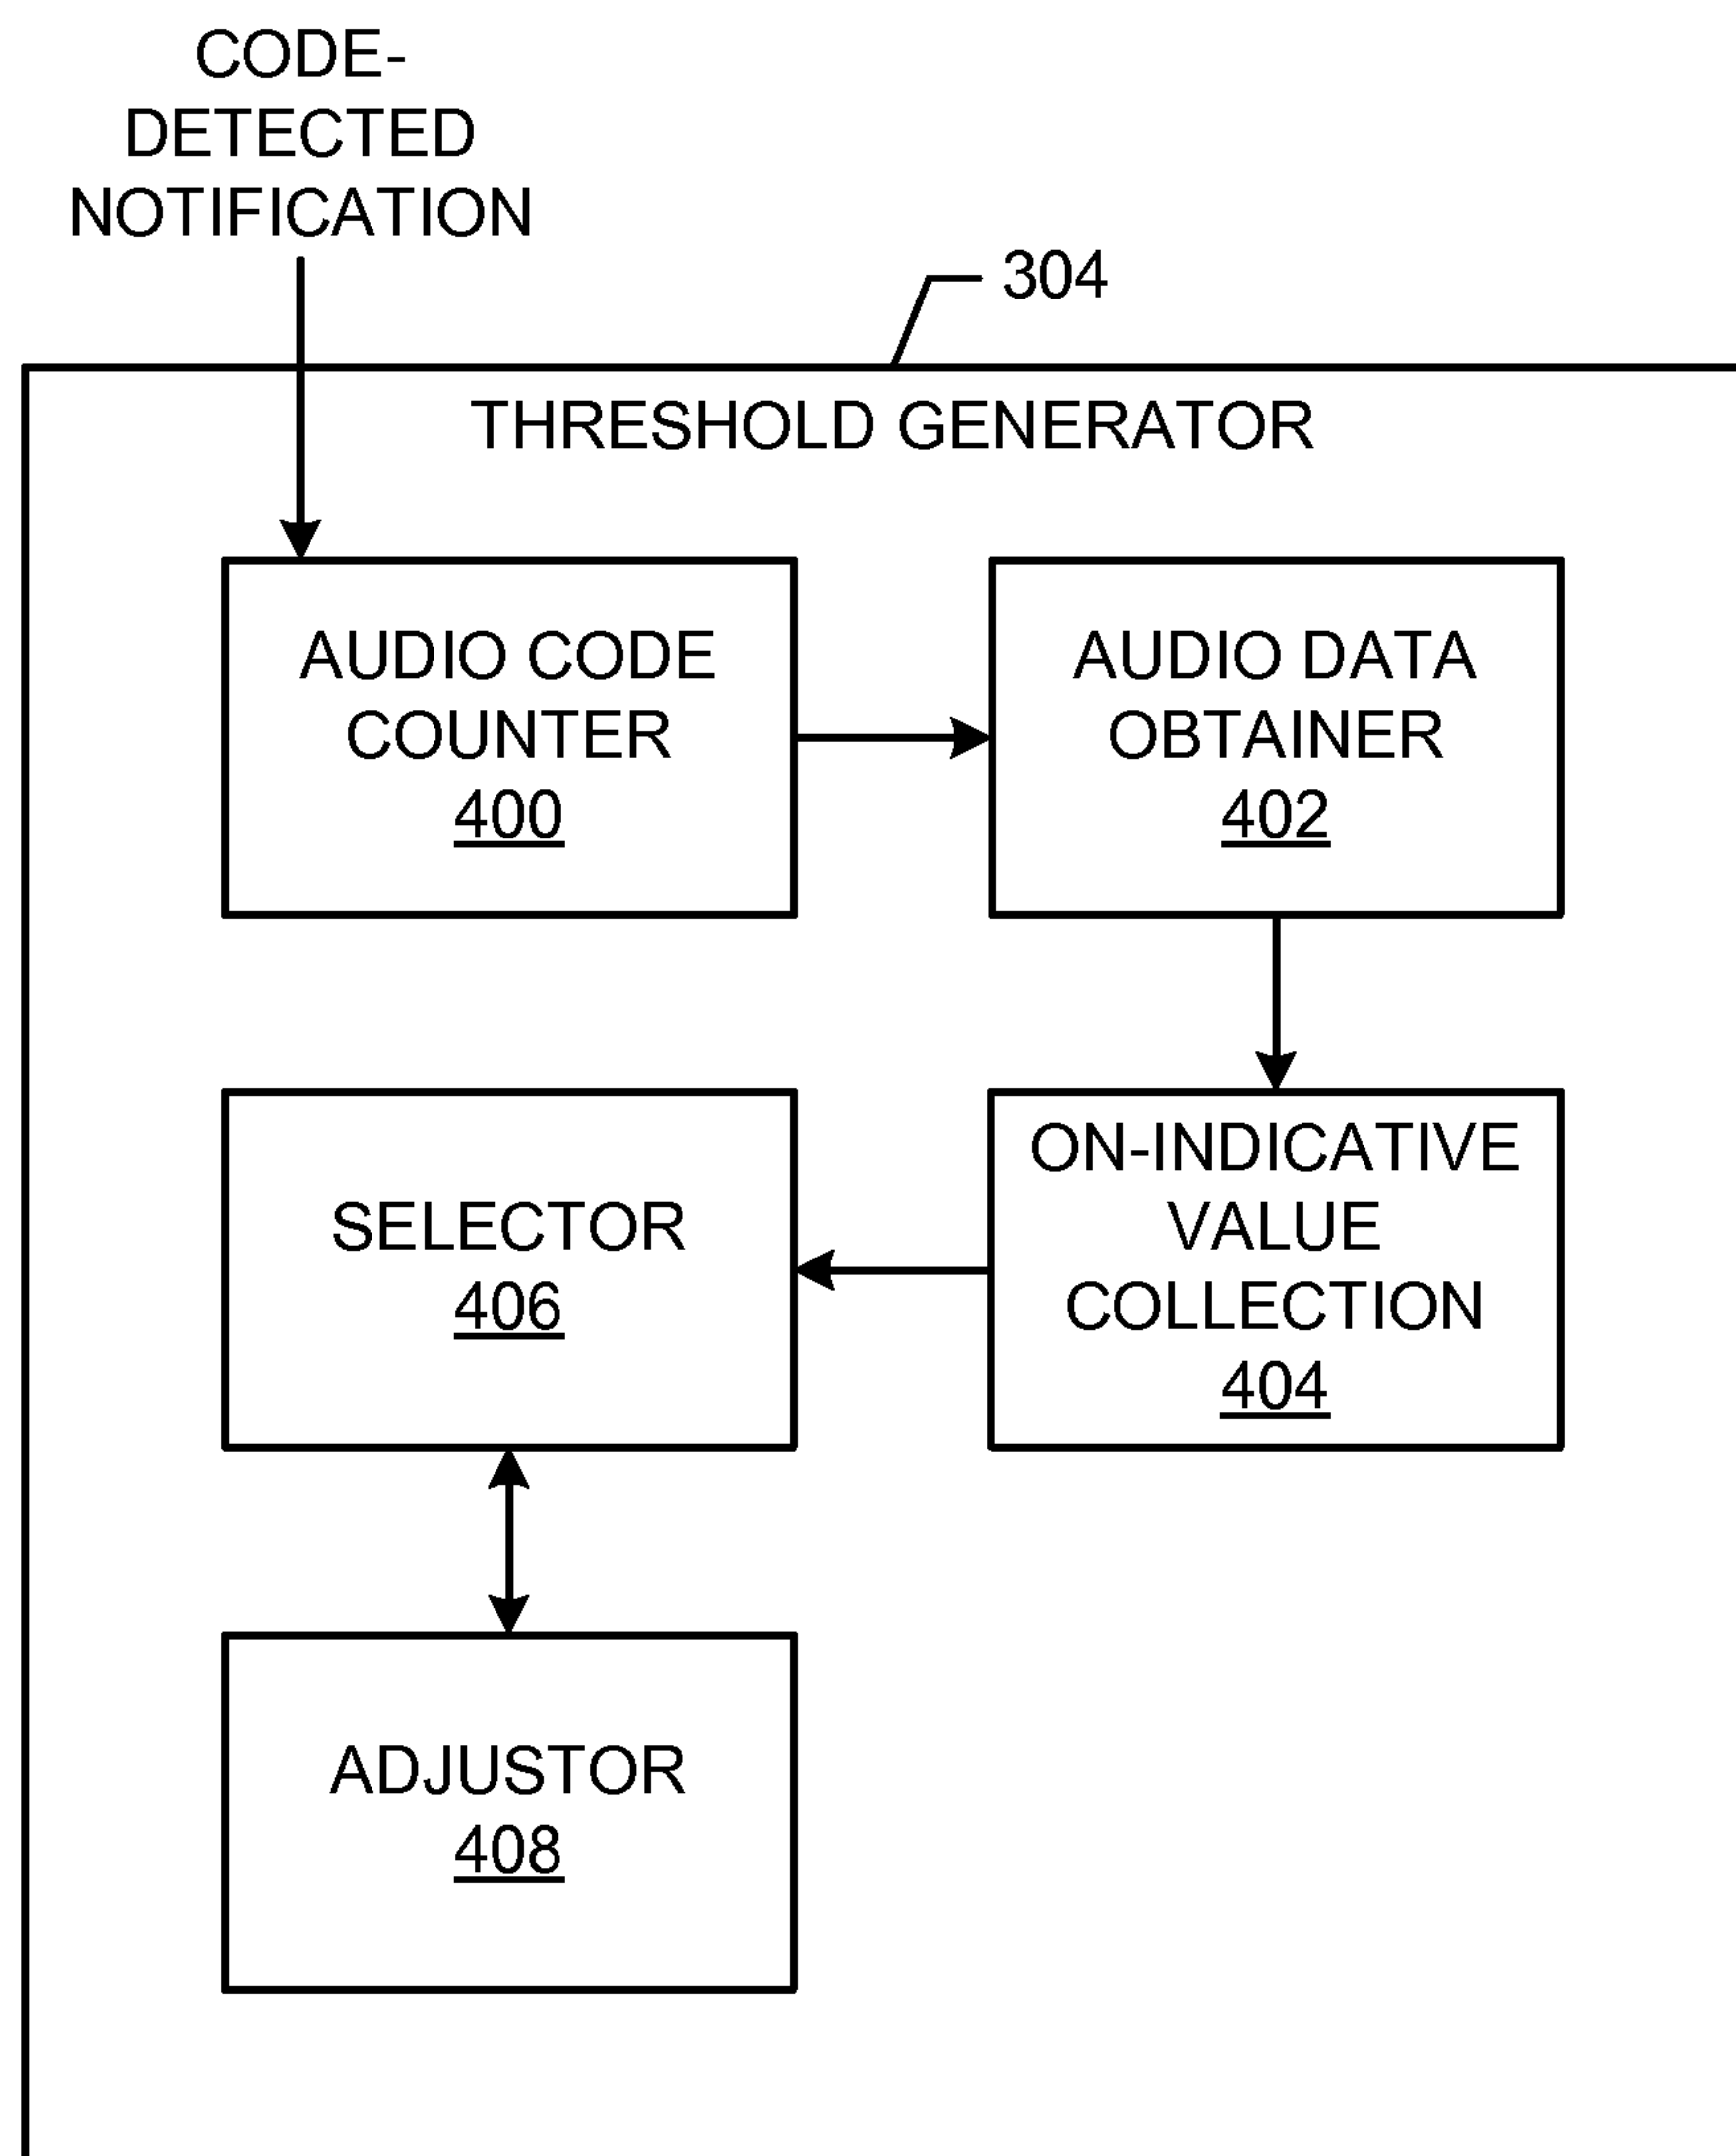 CODE-
DETECTED
NOTIFICATION
304
THRESHOLD GENERATOR
AUDIO CODE
COUNTER
400
AUDIO DATA
OBTAINER
402
SELECTOR
406
ON-INDICATIVE
VALUE
COLLECTION
404
ADJUSTOR
408